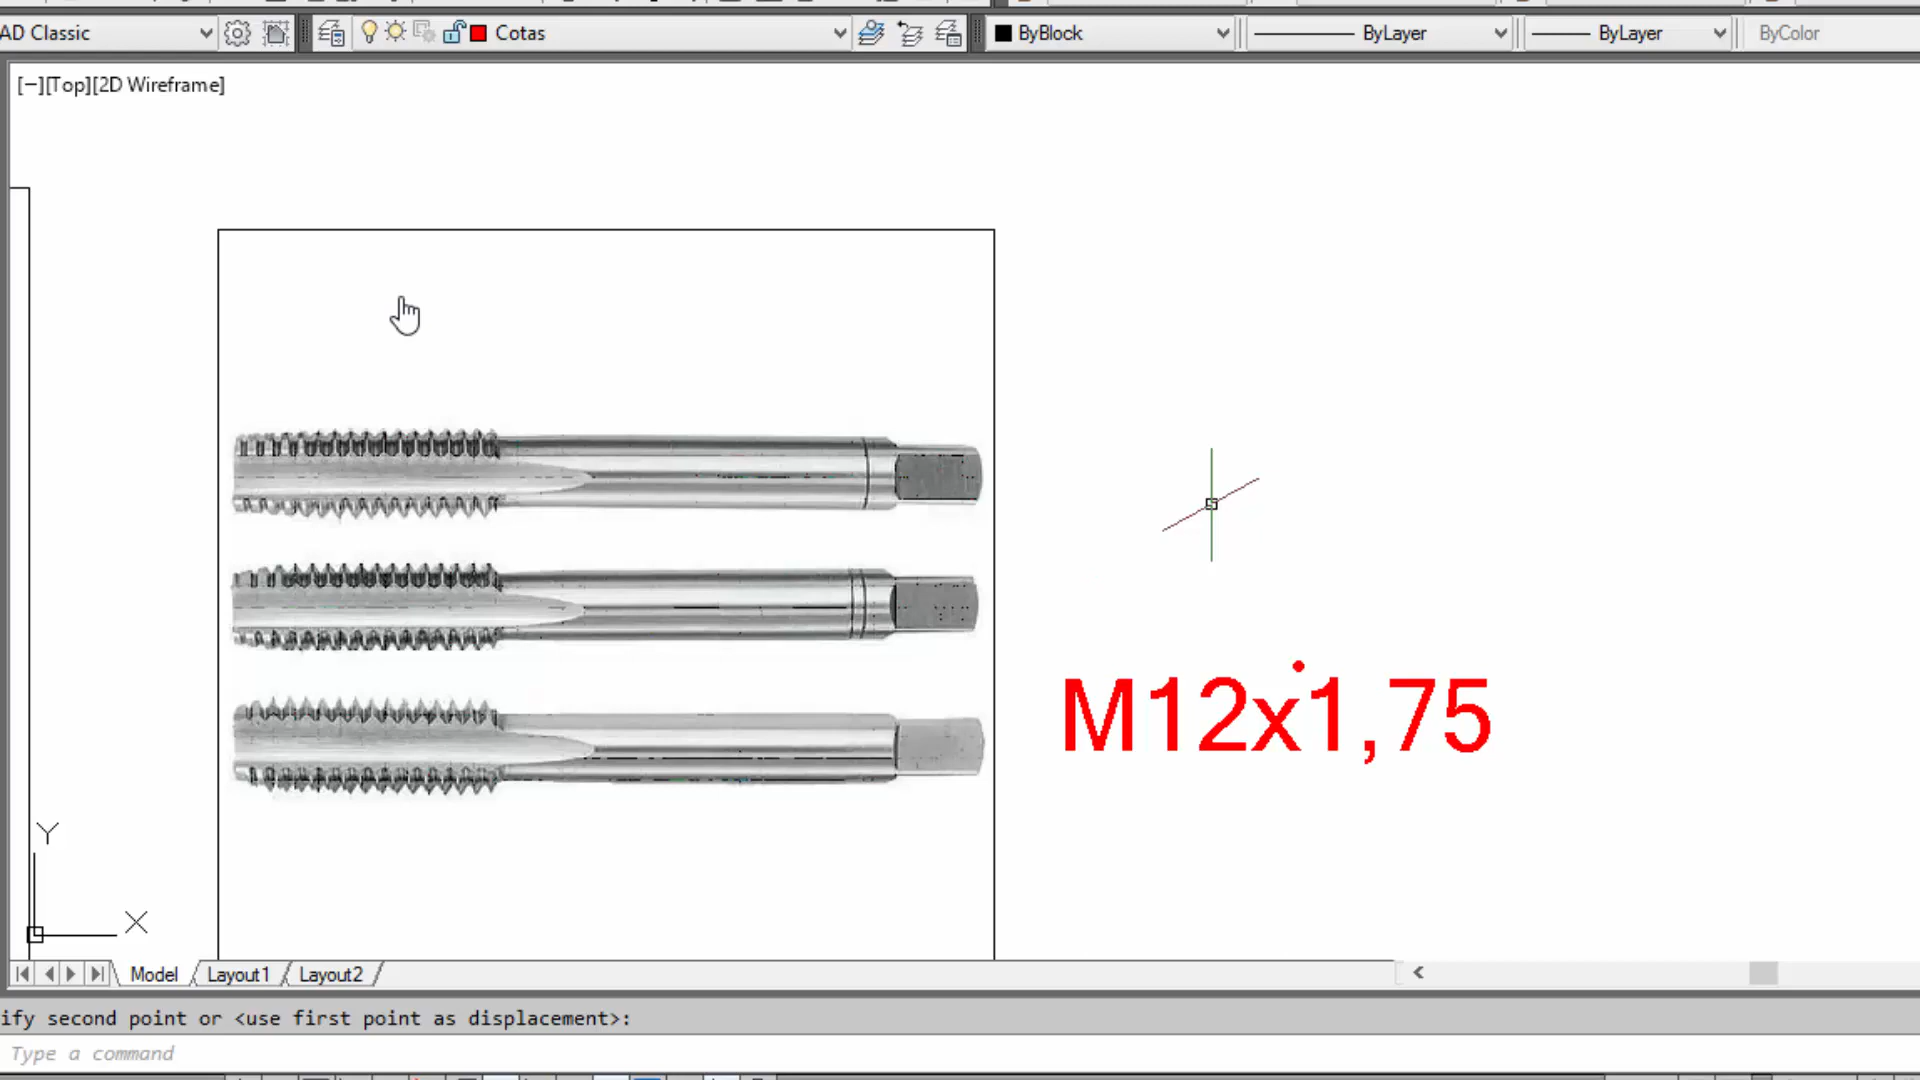 AD Classic
Cotas
ByBlock
ByLayer
ByLayer
ByColor
[−][Top][2D Wireframe]
M12x1,75
Y
X
Model
Layout1
Layout2
ify second point or <use first point as displacement>:
Type a command